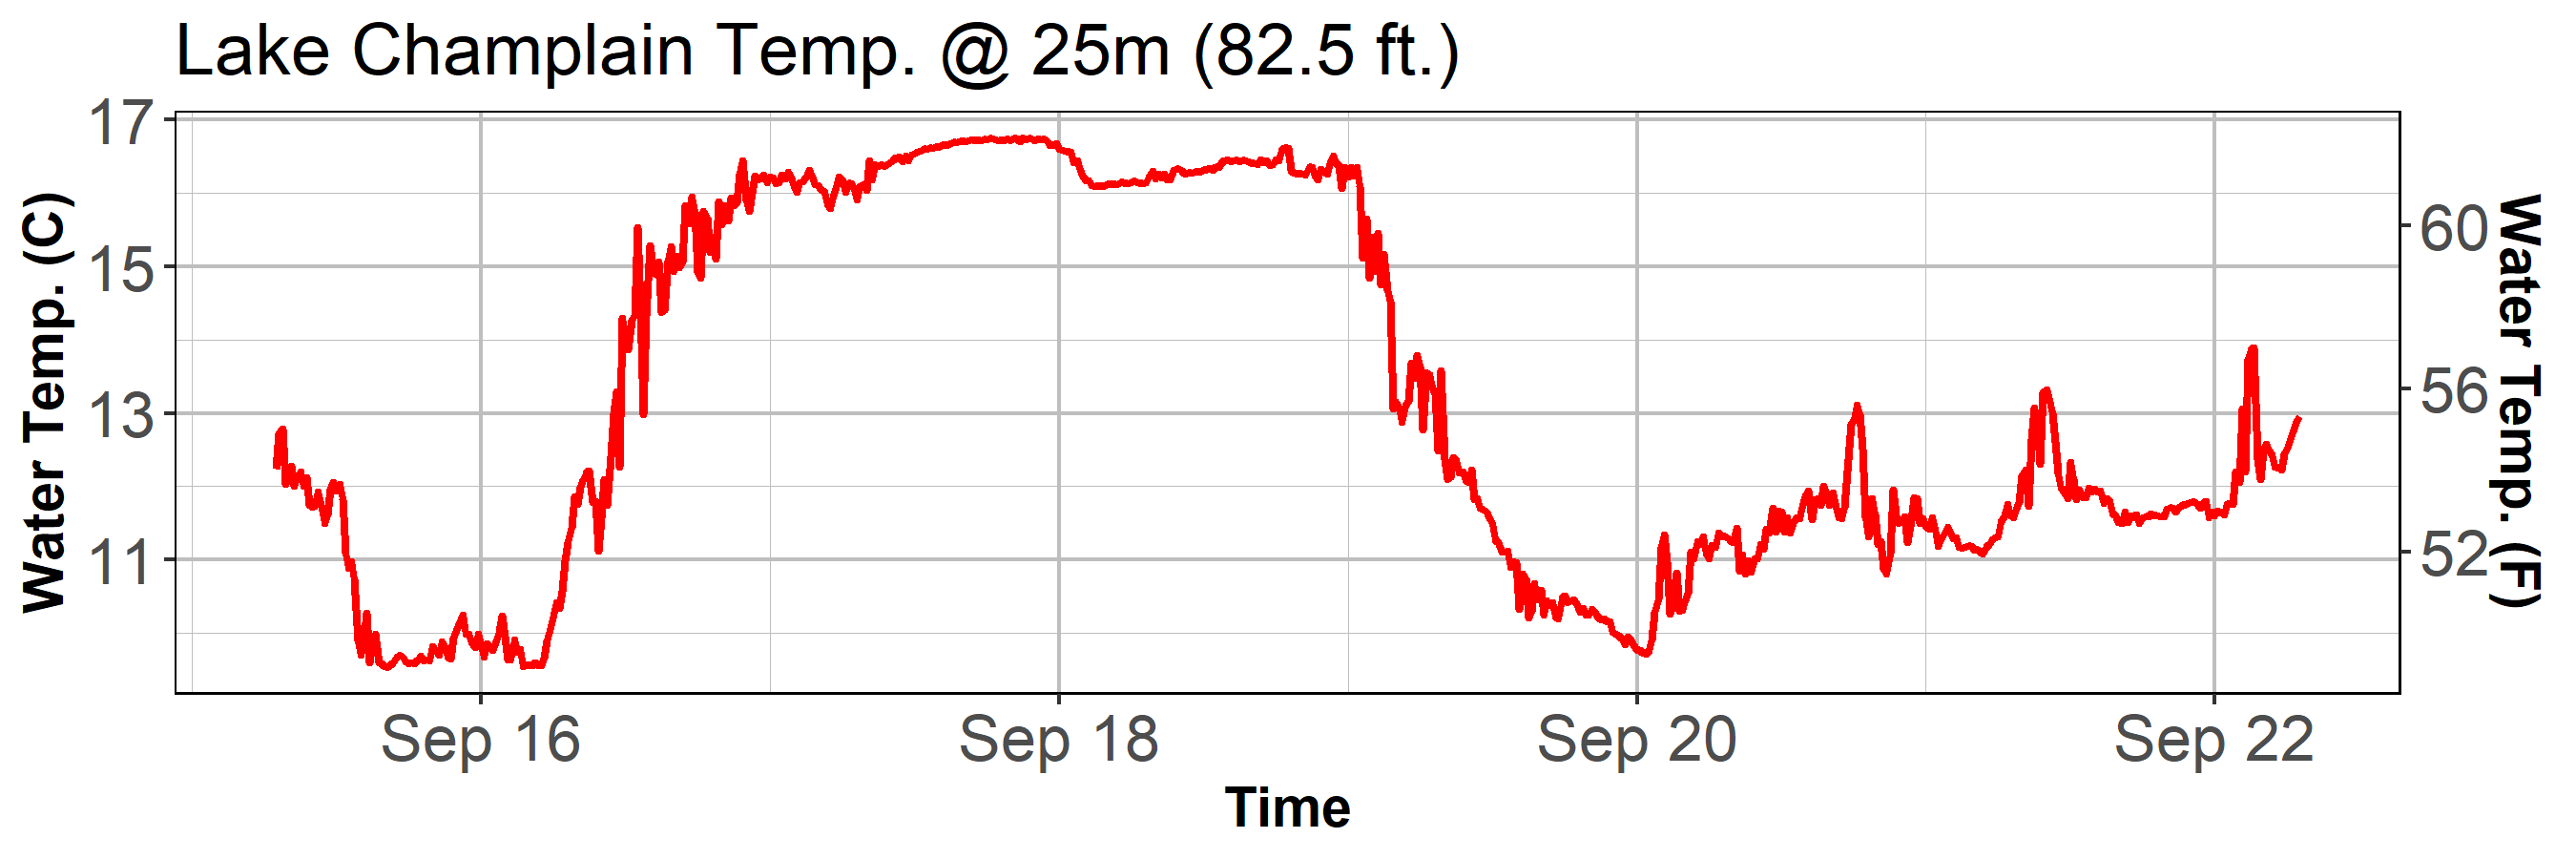 Lake Champlain Temp. @ 25m (82.5 ft.)
Water Temp. (C)
17
15
13
11
60
56
52
Water Temp. (F)
Sep 16 Sep 18 Sep 20 Sep 22
Time